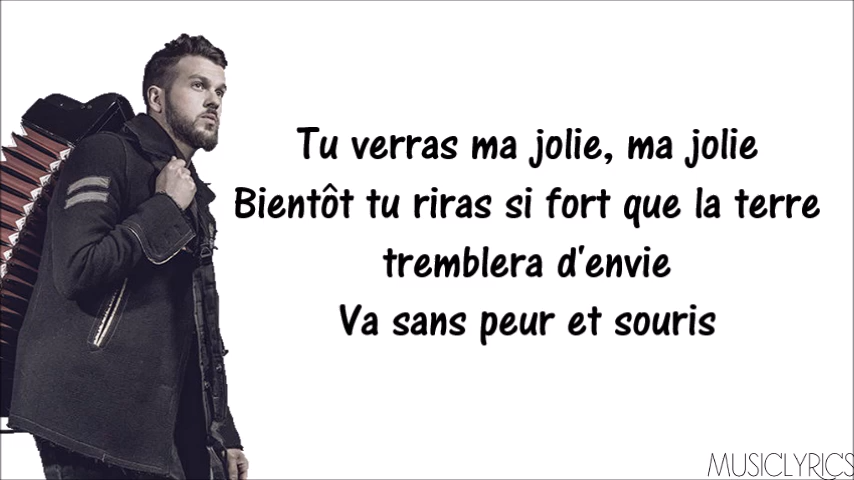 Tu verras ma jolie, ma jolie
Bientôt tu riras si fort que la terre
tremblera d'envie
Va sans peur et souris
MUSICLYRICS